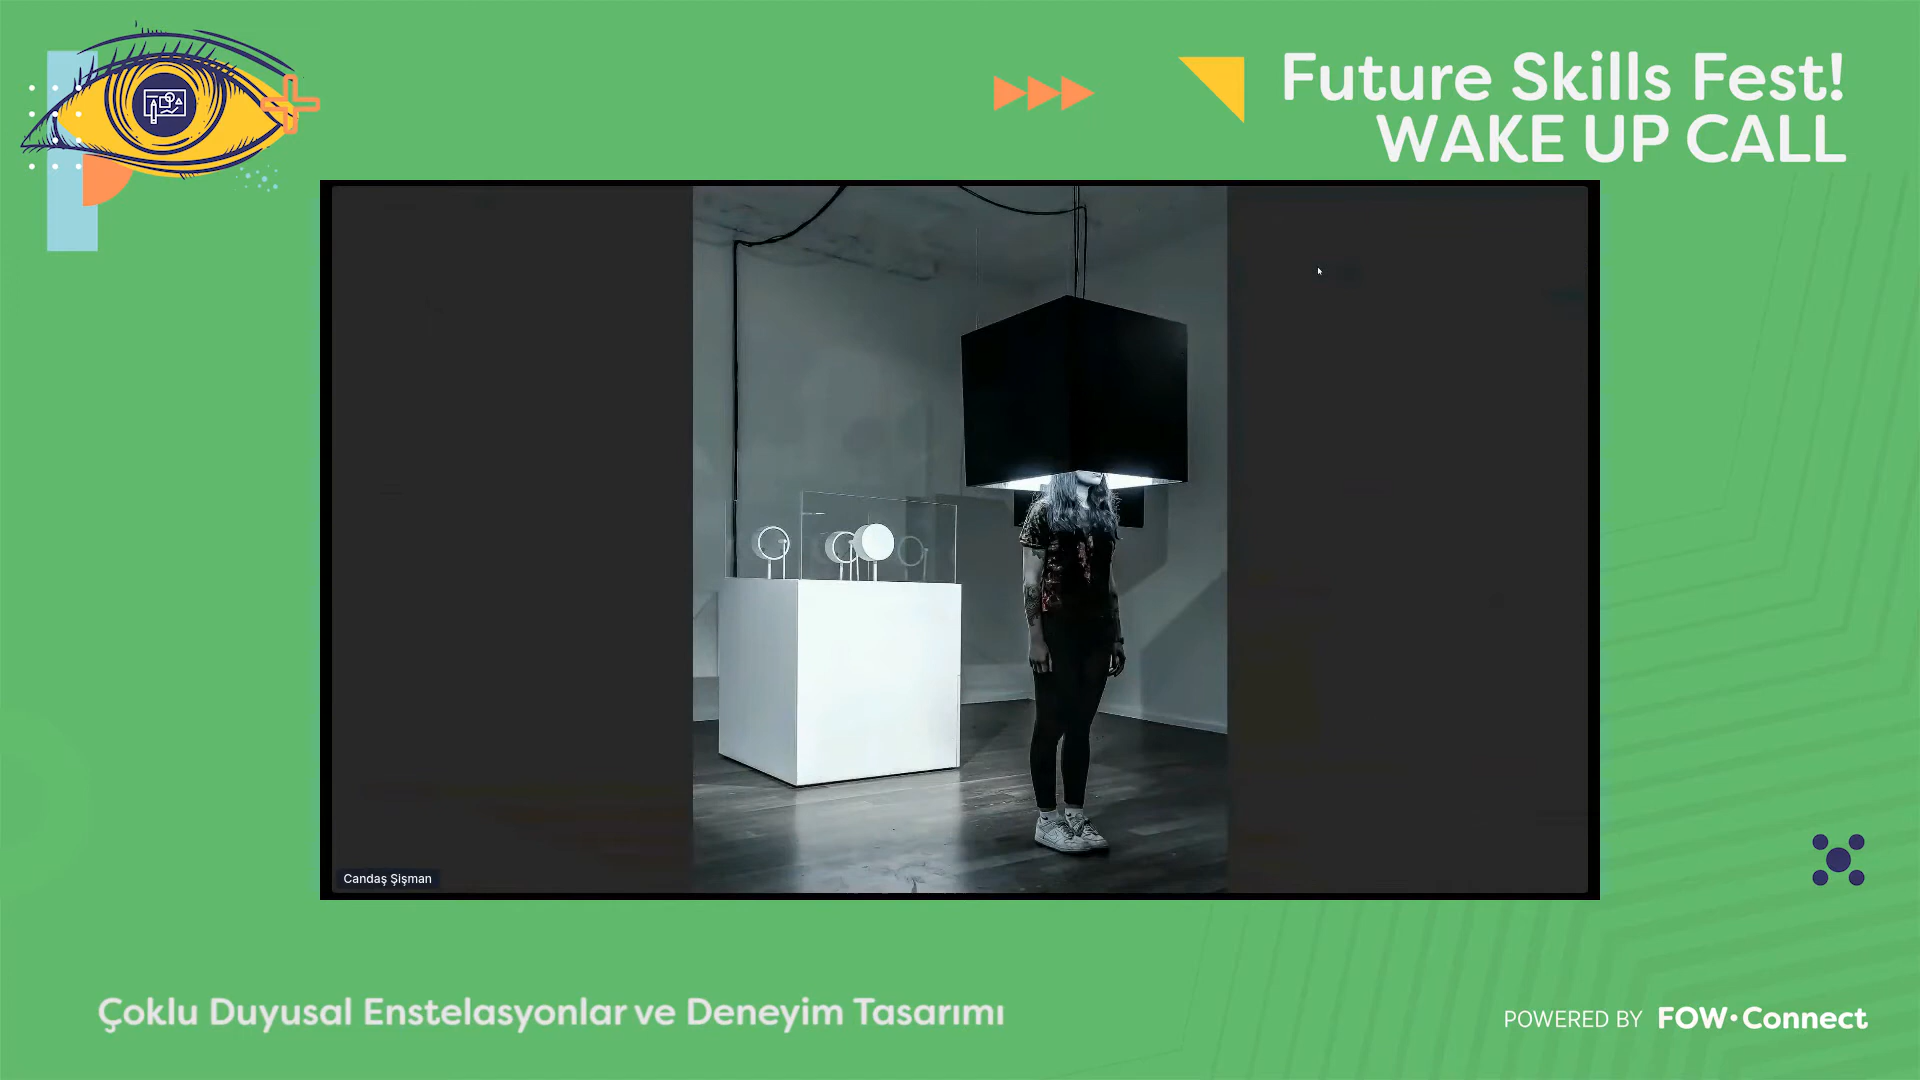 Future Skills Fest!
WAKE UP CALL
Candaş Şişman
Çoklu Duyusal Enstelasyonlar ve Deneyim Tasarımı
POWERED BY FOW·Connect